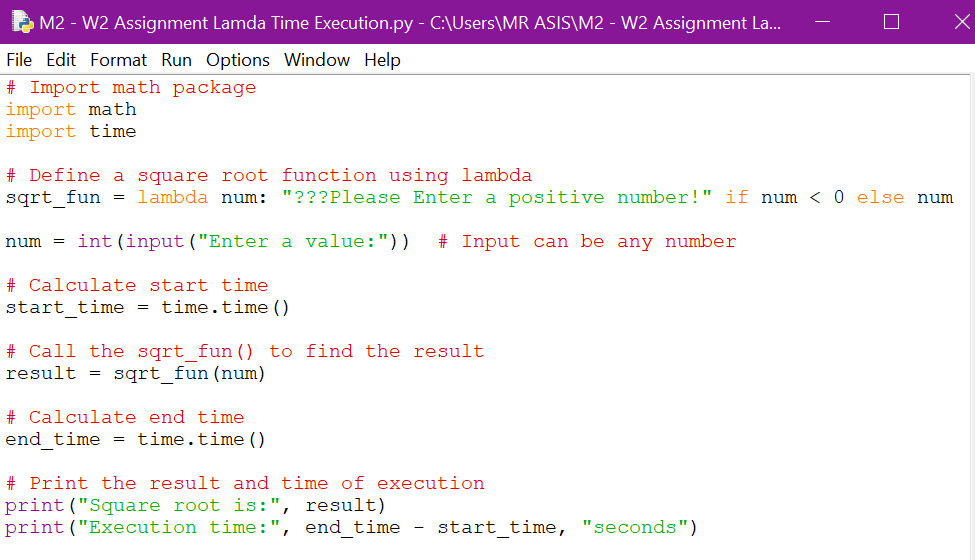 M2 - W2 Assignment Lamda Time Execution.py - C:\Users\MR ASIS\M2 - W2 Assignment La...
File Edit Format Run Options Window Help
# Import math package
import math
import time
# Define a square root function using lambda
sqrt_fun = lambda num: "???Please Enter a positive number!" if num < 0 else num
num = int(input("Enter a value:"))  # Input can be any number
# Calculate start time
start_time = time.time()
# Call the sqrt_fun() to find the result
result = sqrt_fun(num)
# Calculate end time
end_time = time.time()
# Print the result and time of execution
print("Square root is:", result)
print("Execution time:", end_time - start_time, "seconds")